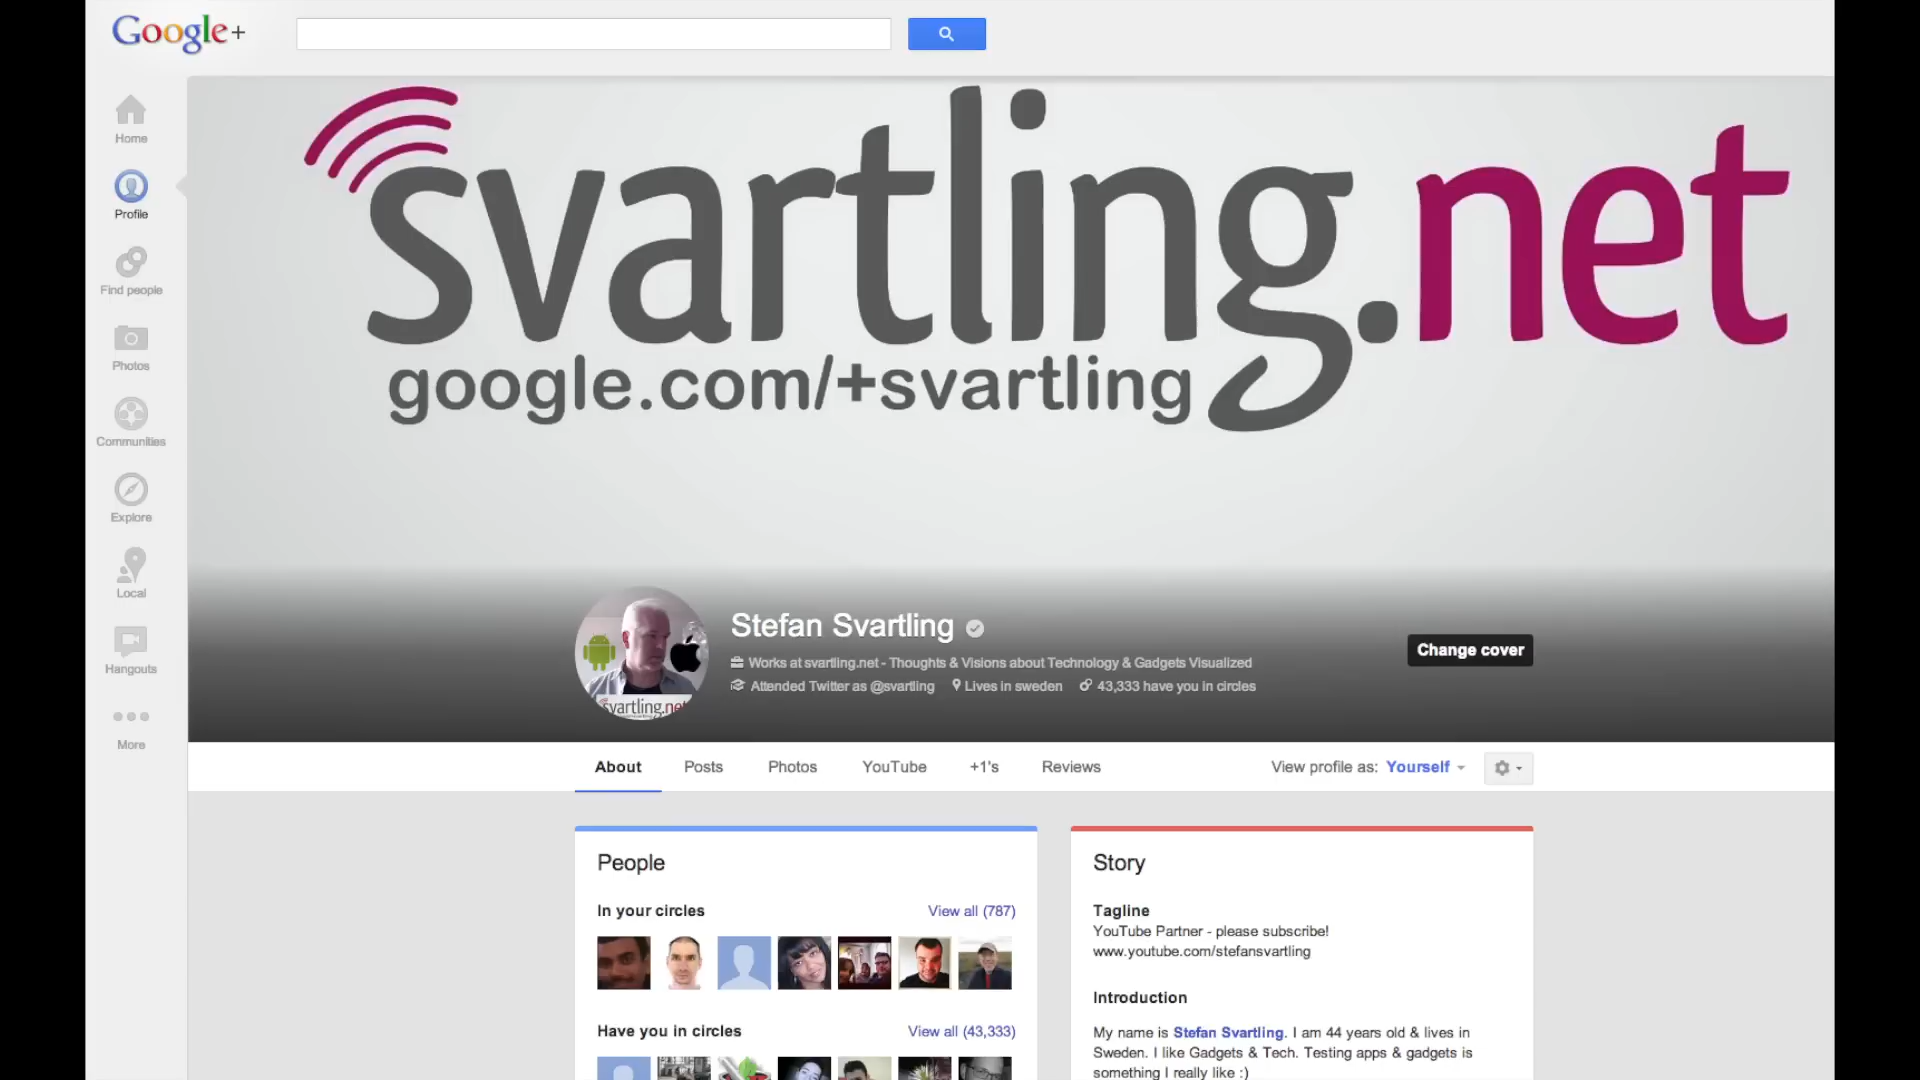 Google+
Home
Profile
Find people
Photos
Communities
Explore
Local
Hangouts
More
svartling.net
google.com/+svartling
svartling.net
Stefan Svartling
Works at svartling.net - Thoughts & Visions about Technology & Gadgets Visualized
Attended Twitter as @svartling Lives in sweden 43,333 have you in circles
Change cover
About Posts Photos YouTube +1's Reviews View profile as: Yourself
People
In your circles View all (787)
Have you in circles View all (43,333)
Story
Tagline
YouTube Partner - please subscribe!
www.youtube.com/stefansvartling
Introduction
My name is Stefan Svartling. I am 44 years old & lives in
Sweden. I like Gadgets & Tech. Testing apps & gadgets is
something I really like :)